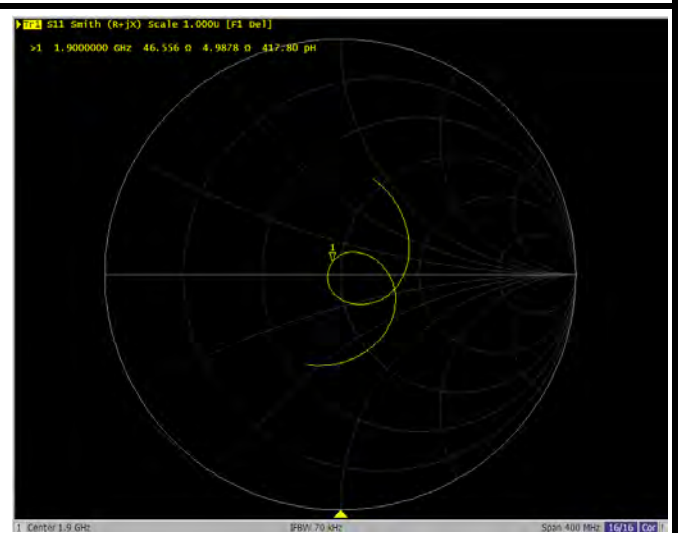 Tr1 S11 Smith (R+jX) Scale 1.000U [F1 Del]
>1 1.9000000 GHz 46.556 Ω 4.9878 Ω 417.80 pH
1
1 Center 1.9 GHz IFBW 70 kHz Span 400 MHz 16/16 Cor !